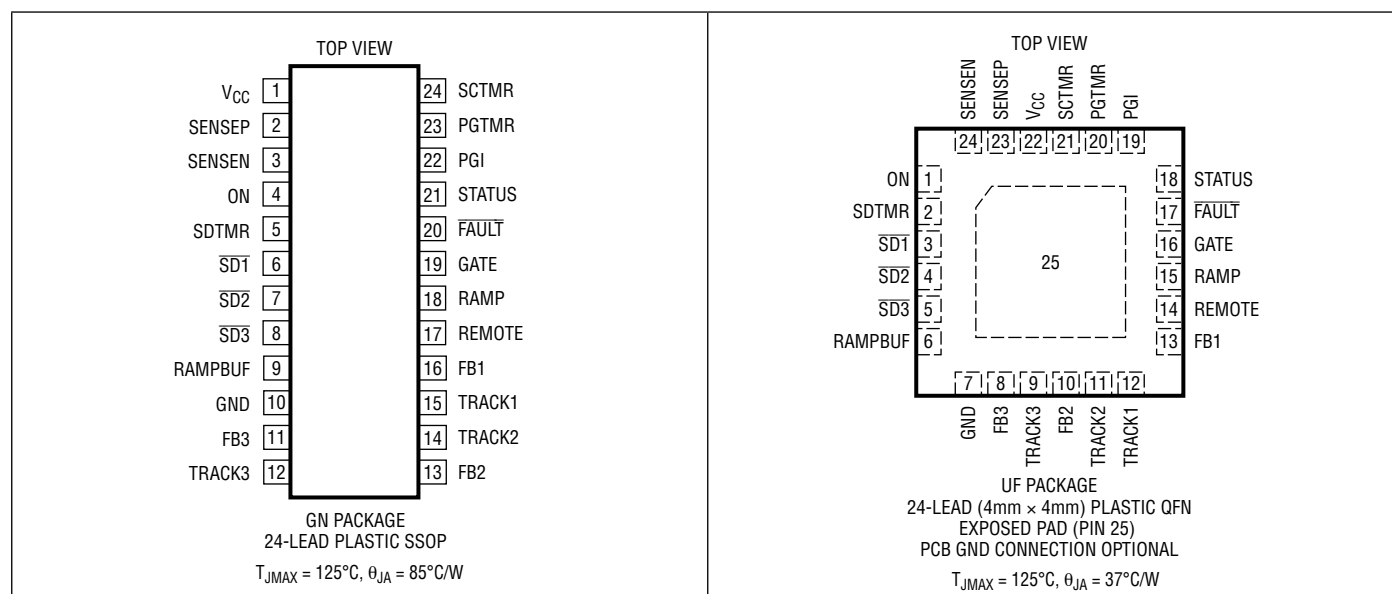 TOP VIEW
VCC 1
SENSEP 2
SENSEN 3
ON 4
SDTMR 5
SD1 6
SD2 7
SD3 8
RAMPBUF 9
GND 10
FB3 11
TRACK3 12
24 SCTMR
23 PGTMR
22 PGI
21 STATUS
20 FAULT
19 GATE
18 RAMP
17 REMOTE
16 FB1
15 TRACK1
14 TRACK2
13 FB2
GN PACKAGE
24-LEAD PLASTIC SSOP
TJMAX = 125°C, θJA = 85°C/W
TOP VIEW
SENSEN
SENSEP
VCC
SCTMR
PGTMR
PGI
24 23 22 21 20 19
ON 1
SDTMR 2
SD1 3
SD2 4
SD3 5
RAMPBUF 6
25
18 STATUS
17 FAULT
16 GATE
15 RAMP
14 REMOTE
13 FB1
7 8 9 10 11 12
GND
FB3
TRACK3
FB2
TRACK2
TRACK1
UF PACKAGE
24-LEAD (4mm × 4mm) PLASTIC QFN
EXPOSED PAD (PIN 25)
PCB GND CONNECTION OPTIONAL
TJMAX = 125°C, θJA = 37°C/W